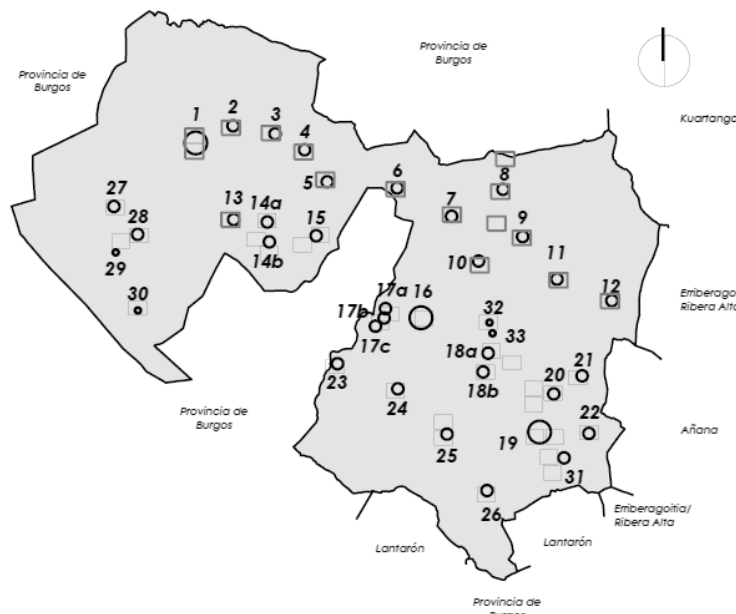 Provincia de
Burgos
Provincia de
Burgos
Kuartango
1
2
3
4
5
6
7
8
9
10
11
12
13
14a
14b
15
27
28
29
30
17a
16
17b
17c
32
33
18a
18b
23
24
25
26
20
21
19
22
31
Erriberagoitia/
Ribera Alta
Provincia de
Burgos
Añana
Erriberagoitia/
Ribera Alta
Lantarón
Lantarón
Provincia de